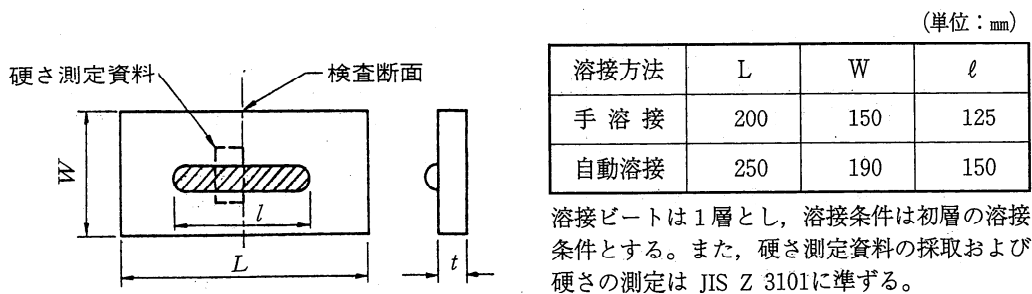 (単位:㎜)
硬さ測定資料
検査断面
W
l
L
t
溶接方法 L W ℓ
手溶接 200 150 125
自動溶接 250 190 150
溶接ビートは1層とし,溶接条件は初層の溶接
条件とする。また,硬さ測定資料の採取および
硬さの測定は JIS Z 3101に準ずる。